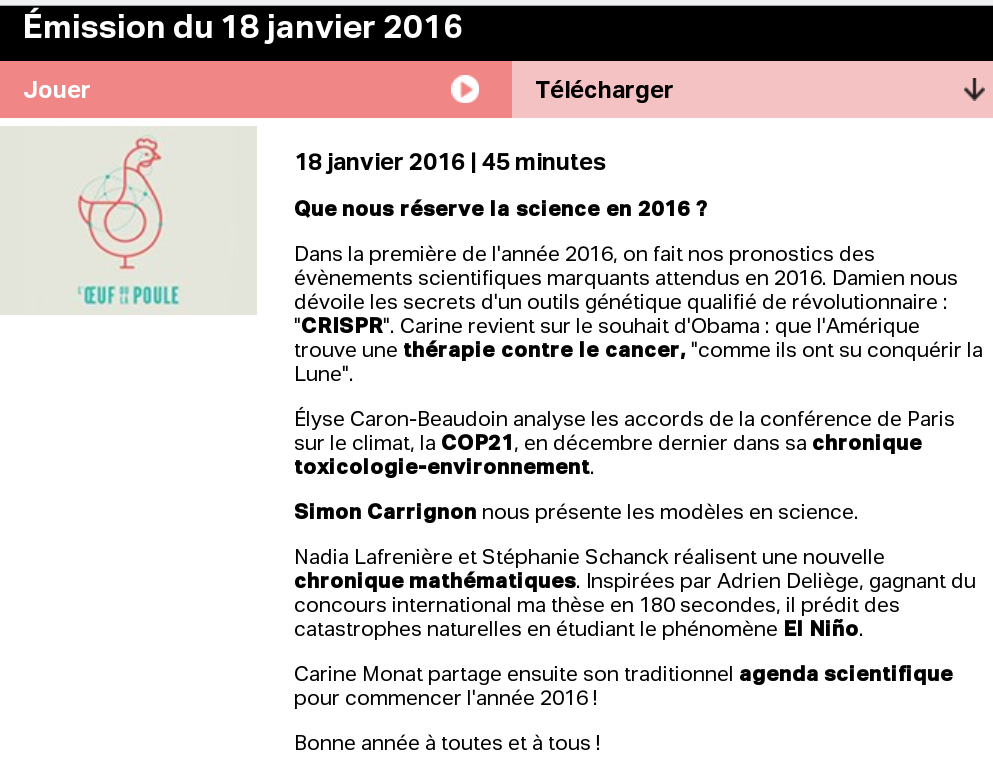 Émission du 18 janvier 2016
Jouer
Télécharger
L'ŒUF OU LA POULE
18 janvier 2016 | 45 minutes
Que nous réserve la science en 2016 ?
Dans la première de l'année 2016, on fait nos pronostics des
évènements scientifiques marquants attendus en 2016. Damien nous
dévoile les secrets d'un outils génétique qualifié de révolutionnaire :
"CRISPR". Carine revient sur le souhait d'Obama : que l'Amérique
trouve une thérapie contre le cancer, "comme ils ont su conquérir la
Lune".
Élyse Caron-Beaudoin analyse les accords de la conférence de Paris
sur le climat, la COP21, en décembre dernier dans sa chronique
toxicologie-environnement.
Simon Carrignon nous présente les modèles en science.
Nadia Lafrenière et Stéphanie Schanck réalisent une nouvelle
chronique mathématiques. Inspirées par Adrien Deliège, gagnant du
concours international ma thèse en 180 secondes, il prédit des
catastrophes naturelles en étudiant le phénomène El Niño.
Carine Monat partage ensuite son traditionnel agenda scientifique
pour commencer l'année 2016 !
Bonne année à toutes et à tous !